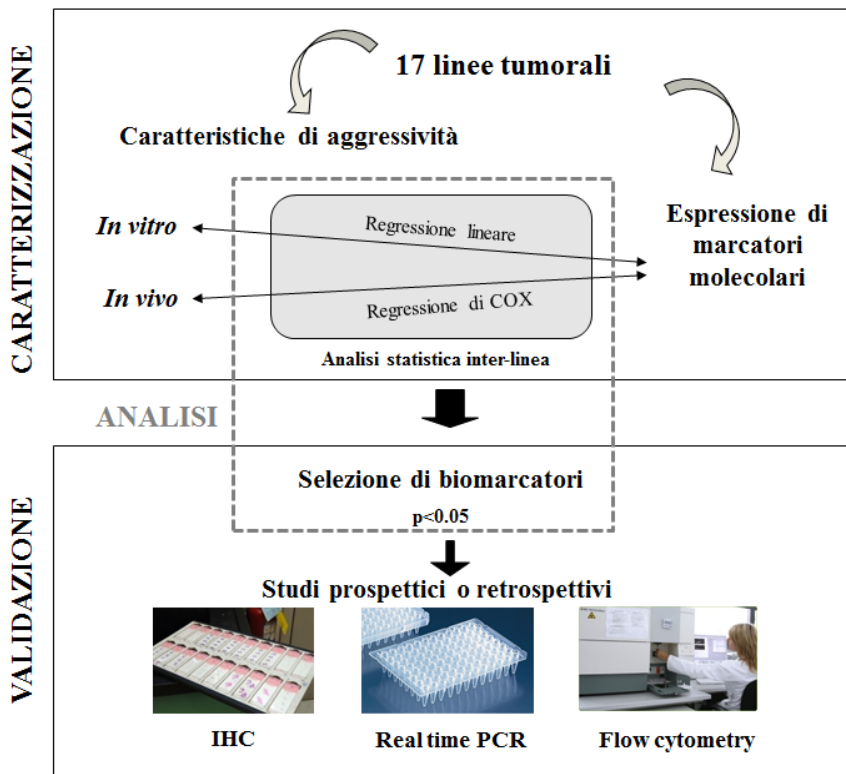 CARATTERIZZAZIONE
17 linee tumorali
Caratteristiche di aggressività
Espressione di
marcatori
molecolari
In vitro
Regressione lineare
In vivo
Regressione di COX
Analisi statistica inter-linea
ANALISI
VALIDAZIONE
Selezione di biomarcatori
p<0.05
Studi prospettici o retrospettivi
IHC
Real time PCR
Flow cytometry